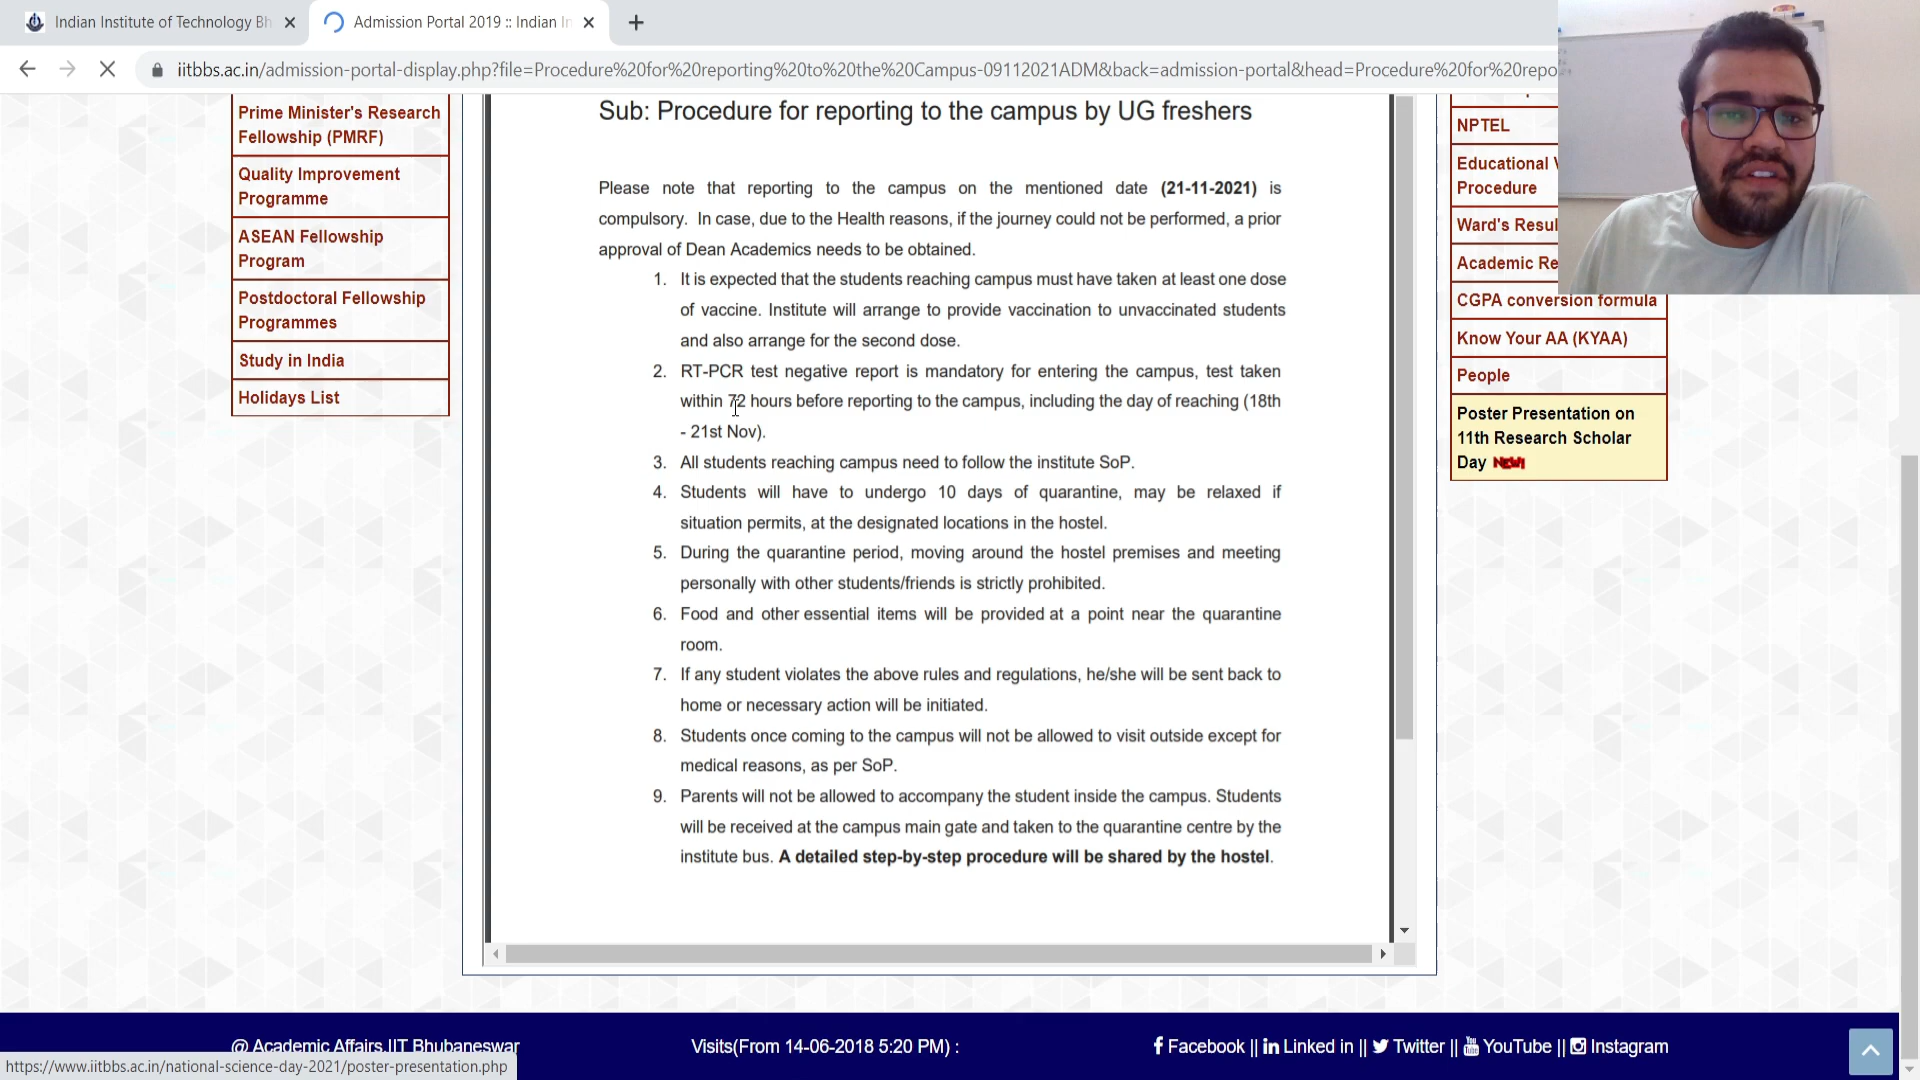 Indian Institute of Technology Bh
Admission Portal 2019 :: Indian In
iitbbs.ac.in/admission-portal-display.php?file=Procedure%20for%20reporting%20to%20the%20Campus-09112021ADM&back=admission-portal&head=Procedure%20for%20repo
Prime Minister's Research
Fellowship (PMRF)
Quality Improvement
Programme
ASEAN Fellowship
Program
Postdoctoral Fellowship
Programmes
Study in India
Holidays List
Sub: Procedure for reporting to the campus by UG freshers
Please note that reporting to the campus on the mentioned date (21-11-2021) is
compulsory. In case, due to the Health reasons, if the journey could not be performed, a prior
approval of Dean Academics needs to be obtained.
1. It is expected that the students reaching campus must have taken at least one dose
of vaccine. Institute will arrange to provide vaccination to unvaccinated students
and also arrange for the second dose.
2. RT-PCR test negative report is mandatory for entering the campus, test taken
within 72 hours before reporting to the campus, including the day of reaching (18th
- 21st Nov).
3. All students reaching campus need to follow the institute SoP.
4. Students will have to undergo 10 days of quarantine, may be relaxed if
situation permits, at the designated locations in the hostel.
5. During the quarantine period, moving around the hostel premises and meeting
personally with other students/friends is strictly prohibited.
6. Food and other essential items will be provided at a point near the quarantine
room.
7. If any student violates the above rules and regulations, he/she will be sent back to
home or necessary action will be initiated.
8. Students once coming to the campus will not be allowed to visit outside except for
medical reasons, as per SoP.
9. Parents will not be allowed to accompany the student inside the campus. Students
will be received at the campus main gate and taken to the quarantine centre by the
institute bus. A detailed step-by-step procedure will be shared by the hostel.
NPTEL
Educational V
Procedure
Ward's Resul
Academic Re
CGPA conversion formula
Know Your AA (KYAA)
People
Poster Presentation on
11th Research Scholar
Day NEW!
@ Academic Affairs,IIT Bhubaneswar
Visits(From 14-06-2018 5:20 PM) :
Facebook || Linked in || Twitter || YouTube || Instagram
https://www.iitbbs.ac.in/national-science-day-2021/poster-presentation.php